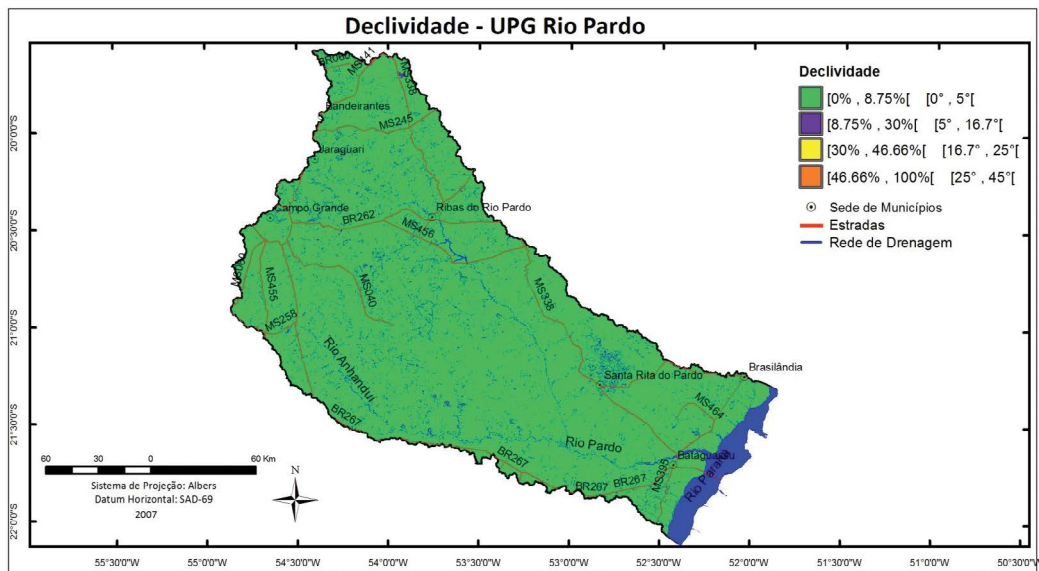 Declividade - UPG Rio Pardo
Declividade
[0% , 8.75%[ [0° , 5°[
[8.75% , 30%[ [5° , 16.7°[
[30% , 46.66%[ [16.7° , 25°[
[46.66% , 100%[ [25° , 45°[
Sede de Municípios
Estradas
Rede de Drenagem
MS441
MS338
Bandeirantes
MS245
Jaraguari
Campo Grande
BR262
Ribas do Rio Pardo
MS456
MS455
MS040
MS338
MS258
Rio Anhanduí
Santa Rita do Pardo
Brasilândia
MS464
BR267
Rio Pardo
BR267
Bataguassu
MS395
Rio Paraná
BR267
BR267
60 30 0 60 Km
Sistema de Projeção: Albers
Datum Horizontal: SAD-69
2007
N
20°0'0"S
20°30'0"S
21°0'0"S
21°30'0"S
22°0'0"S
55°30'0"W 55°0'0"W 54°30'0"W 54°0'0"W 53°30'0"W 53°0'0"W 52°30'0"W 52°0'0"W 51°30'0"W 51°0'0"W